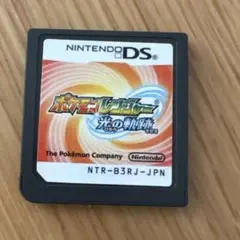 NINTENDO DS
ポケモンレンジャー
光の軌跡
The Pokémon Company
Nintendo
NTR-B3RJ-JPN